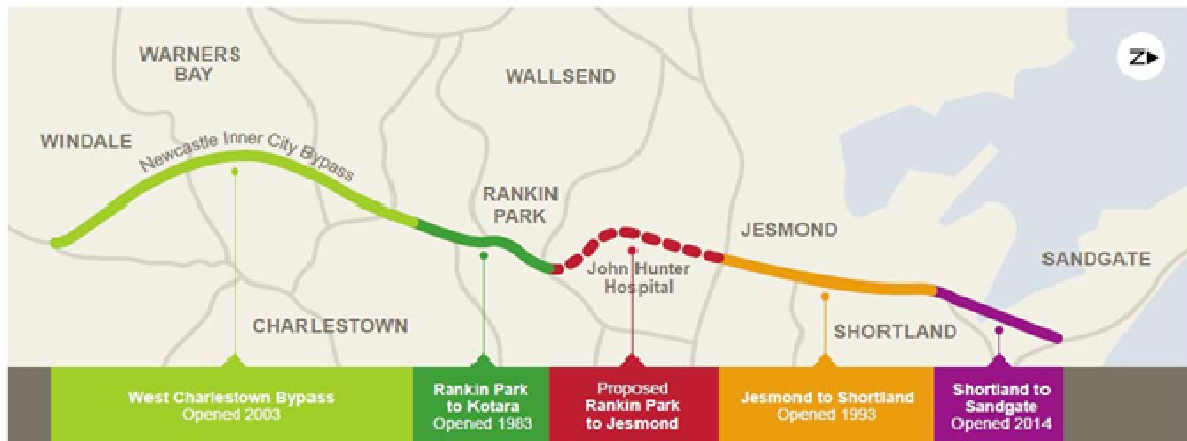 WARNERS
BAY
WALLSEND
WINDALE
Newcastle Inner City Bypass
RANKIN
PARK
JESMOND
SANDGATE
John Hunter
Hospital
CHARLESTOWN
SHORTLAND
West Charlestown Bypass
Opened 2003
Rankin Park
to Kotara
Opened 1983
Proposed
Rankin Park
to Jesmond
Jesmond to Shortland
Opened 1993
Shortland to
Sandgate
Opened 2014
Z